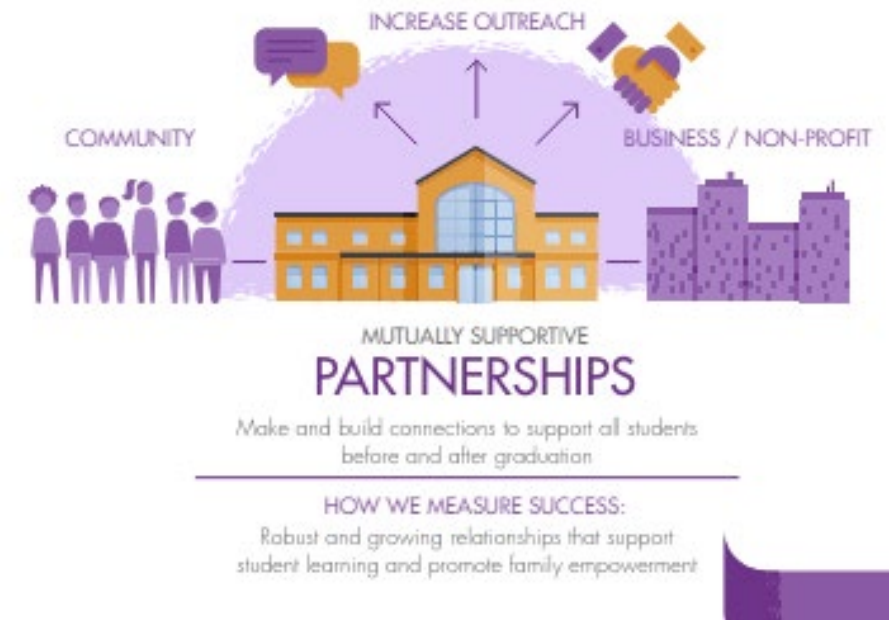 INCREASE OUTREACH
COMMUNITY
BUSINESS / NON-PROFIT
MUTUALLY SUPPORTIVE
PARTNERSHIPS
Make and build connections to support all students
before and after graduation
HOW WE MEASURE SUCCESS:
Robust and growing relationships that support
student learning and promote family empowerment